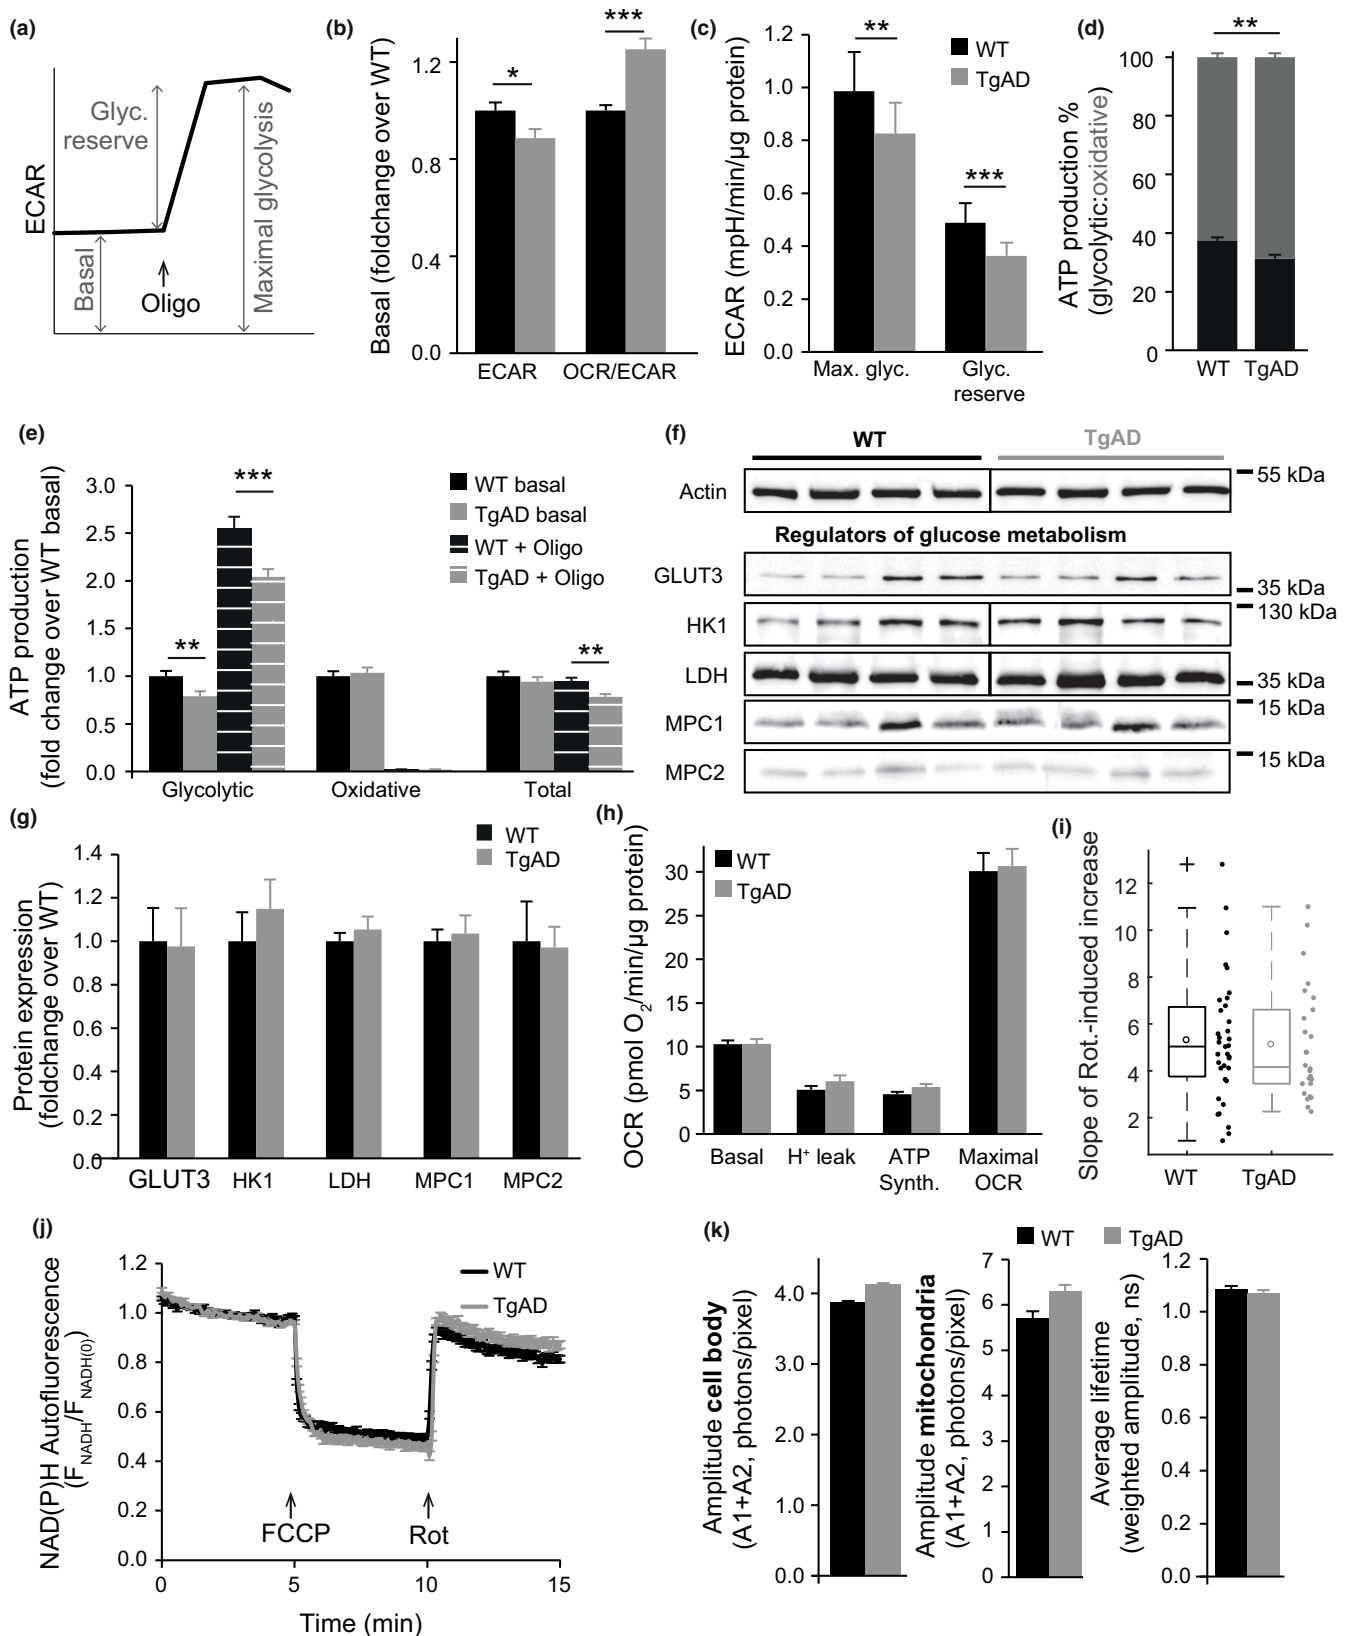 (a)
ECAR
Glyc.
reserve
Basal
Oligo
Maximal glycolysis
(b)
Basal (foldchange over WT)
1.2
0.8
0.4
0.0
*
***
ECAR
OCR/ECAR
(c)
ECAR (mpH/min/µg protein)
1.2
1.0
0.8
0.6
0.4
0.2
0.0
**
***
WT
TgAD
Max. glyc.
Glyc.
reserve
(d)
ATP production %
(glycolytic:oxidative)
100
80
60
40
20
0
**
WT
TgAD
(e)
ATP production
(fold change over WT basal)
3.0
2.5
2.0
1.5
1.0
0.5
0.0
**
***
**
WT basal
TgAD basal
WT + Oligo
TgAD + Oligo
Glycolytic
Oxidative
Total
(f)
WT
TgAD
Actin
55 kDa
Regulators of glucose metabolism
GLUT3
35 kDa
130 kDa
HK1
LDH
35 kDa
15 kDa
MPC1
MPC2
15 kDa
(g)
Protein expression
(foldchange over WT)
1.4
1.2
1.0
0.8
0.6
0.4
0.2
0.0
WT
TgAD
GLUT3
HK1
LDH
MPC1
MPC2
(h)
OCR (pmol O2/min/µg protein)
30
25
20
15
10
5
0
WT
TgAD
Basal
H+ leak
ATP
Synth.
Maximal
OCR
(i)
Slope of Rot.-induced increase
12
10
8
6
4
2
WT
TgAD
(j)
NAD(P)H Autofluorescence
(FNADH/FNADH(0))
1.2
1.0
0.8
0.6
0.4
0.2
0.0
WT
TgAD
FCCP
Rot
0
5
10
15
Time (min)
(k)
WT
TgAD
Amplitude cell body
(A1+A2, photons/pixel)
4.0
3.0
2.0
1.0
0.0
Amplitude mitochondria
(A1+A2, photons/pixel)
7
6
5
4
3
2
1
0
Average lifetime
(weighted amplitude, ns)
1.2
1.0
0.8
0.6
0.4
0.2
0.0